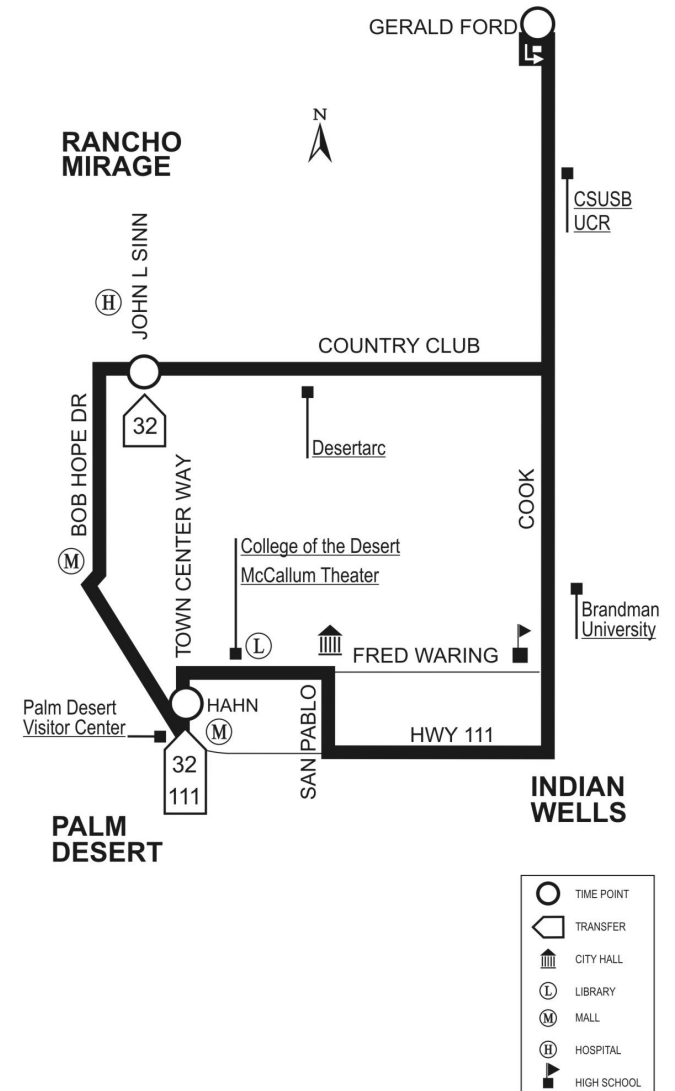 GERALD FORD
N
RANCHO
MIRAGE
CSUSB
UCR
JOHN L SINN
H
COUNTRY CLUB
32
BOB HOPE DR
Desertarc
TOWN CENTER WAY
COOK
College of the Desert
McCallum Theater
M
Brandman
University
L
FRED WARING
HAHN
Palm Desert
Visitor Center
M
SAN PABLO
HWY 111
32
111
INDIAN
WELLS
PALM
DESERT
TIME POINT
TRANSFER
CITY HALL
L LIBRARY
M MALL
H HOSPITAL
HIGH SCHOOL